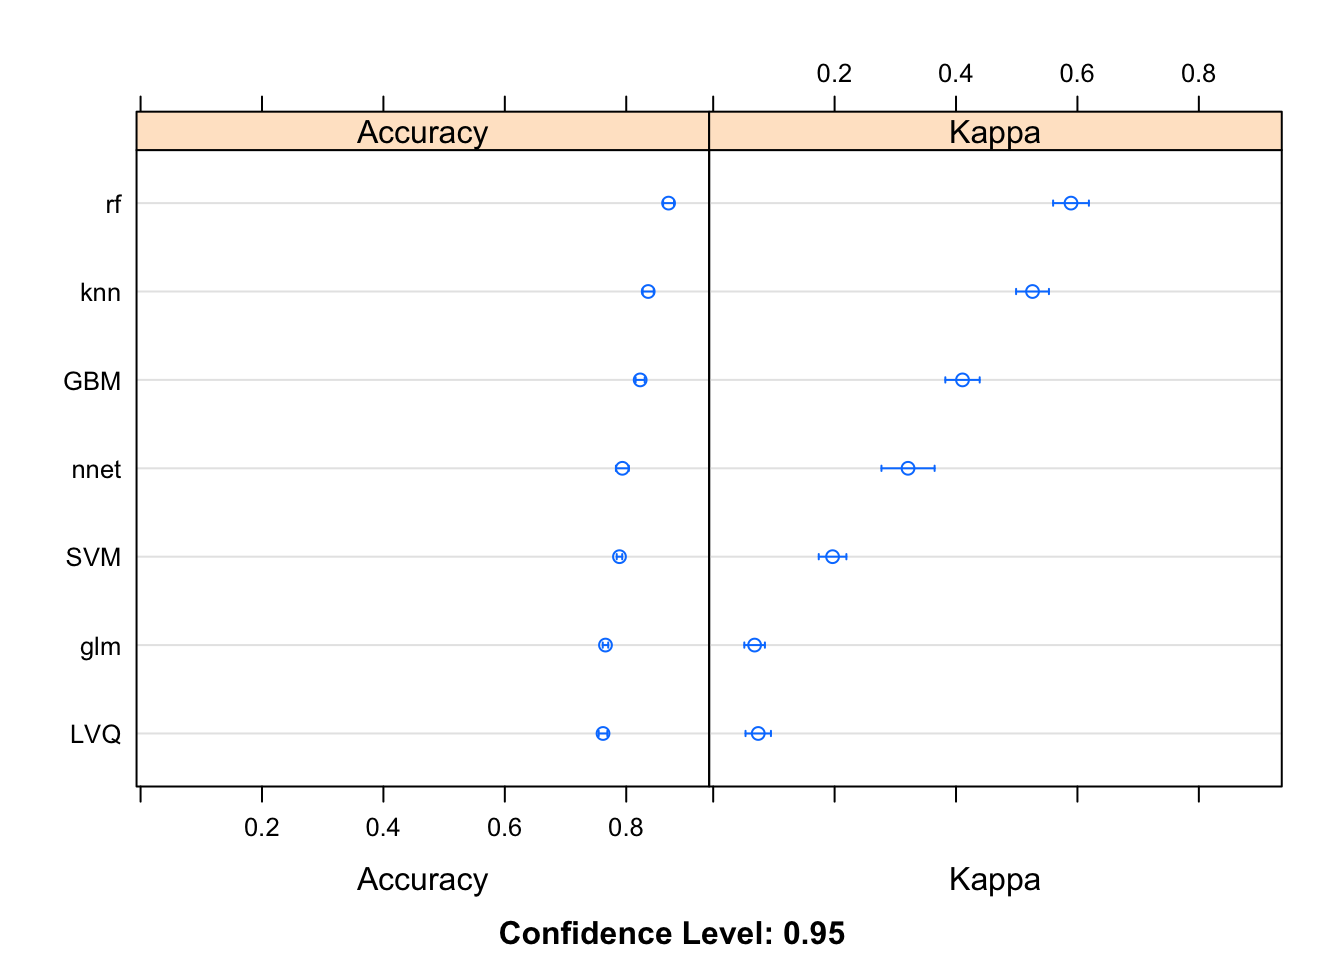 0.2 0.4 0.6 0.8
Accuracy Kappa
rf
knn
GBM
nnet
SVM
glm
LVQ
0.2 0.4 0.6 0.8
Accuracy Kappa
Confidence Level: 0.95